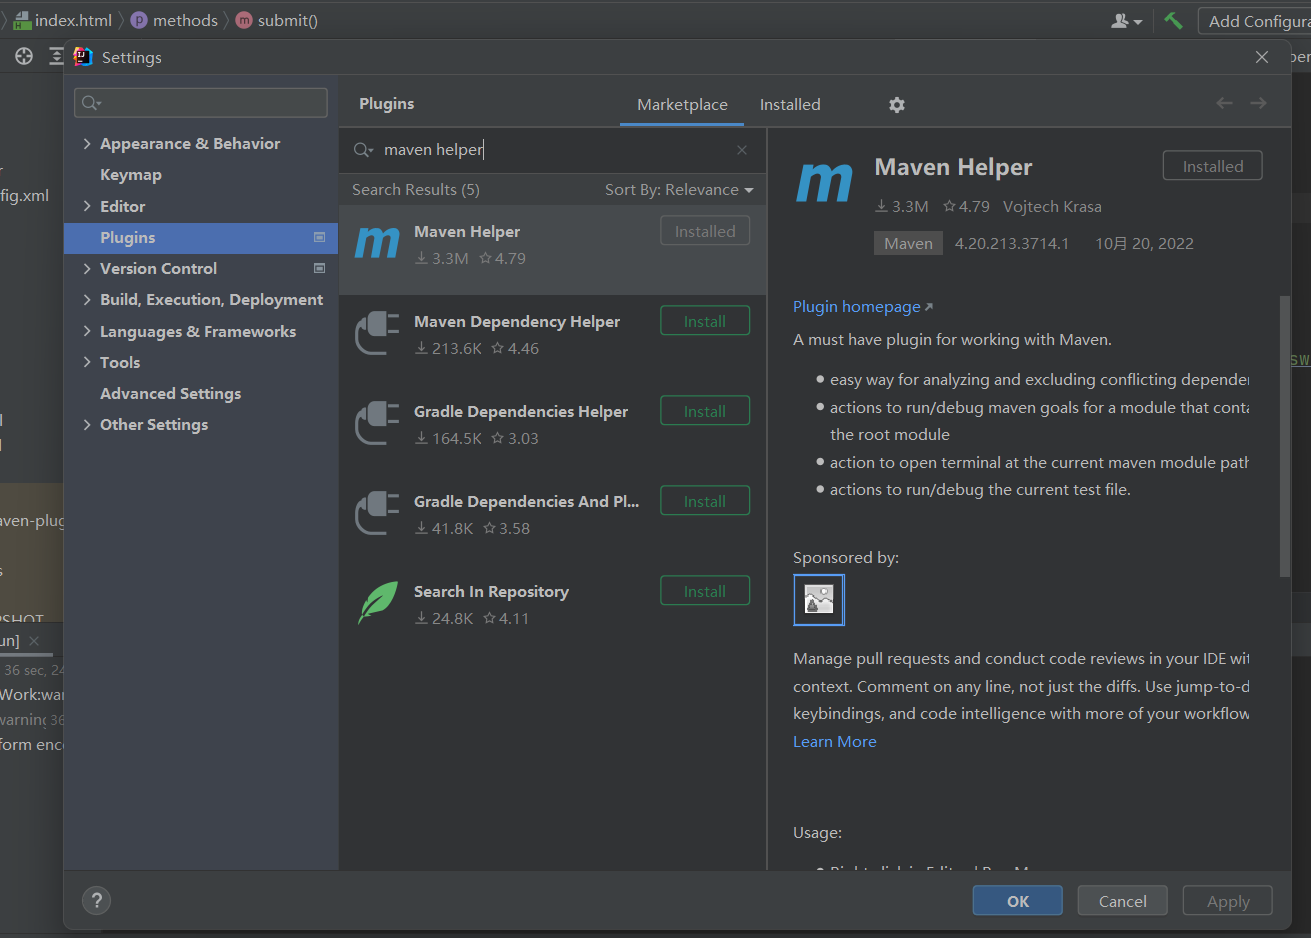 index.html
methods
submit()
Add Configura
Settings
Plugins
Marketplace
Installed
Appearance & Behavior
Keymap
Editor
Plugins
Version Control
Build, Execution, Deployment
Languages & Frameworks
Tools
Advanced Settings
Other Settings
maven helper
Search Results (5)
Sort By: Relevance
Maven Helper
Installed
3.3M
4.79
Maven Dependency Helper
Install
213.6K
4.46
Gradle Dependencies Helper
Install
164.5K
3.03
Gradle Dependencies And Pl...
Install
41.8K
3.58
Search In Repository
Install
24.8K
4.11
Maven Helper
Installed
3.3M
4.79
Vojtech Krasa
Maven
4.20.213.3714.1
10月 20, 2022
Plugin homepage
A must have plugin for working with Maven.
easy way for analyzing and excluding conflicting depender
actions to run/debug maven goals for a module that conta
the root module
action to open terminal at the current maven module path
actions to run/debug the current test file.
Sponsored by:
Manage pull requests and conduct code reviews in your IDE wit
context. Comment on any line, not just the diffs. Use jump-to-d
keybindings, and code intelligence with more of your workflow
Learn More
Usage:
OK
Cancel
Apply
?
fig.xml
aven-plug
un]
36 sec, 24
Work:war
warning
36
form enco